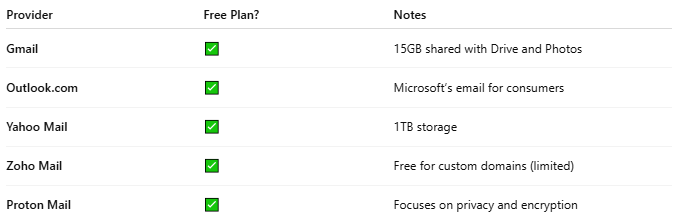 Provider Free Plan? Notes
Gmail ✅ 15GB shared with Drive and Photos
Outlook.com ✅ Microsoft's email for consumers
Yahoo Mail ✅ 1TB storage
Zoho Mail ✅ Free for custom domains (limited)
Proton Mail ✅ Focuses on privacy and encryption